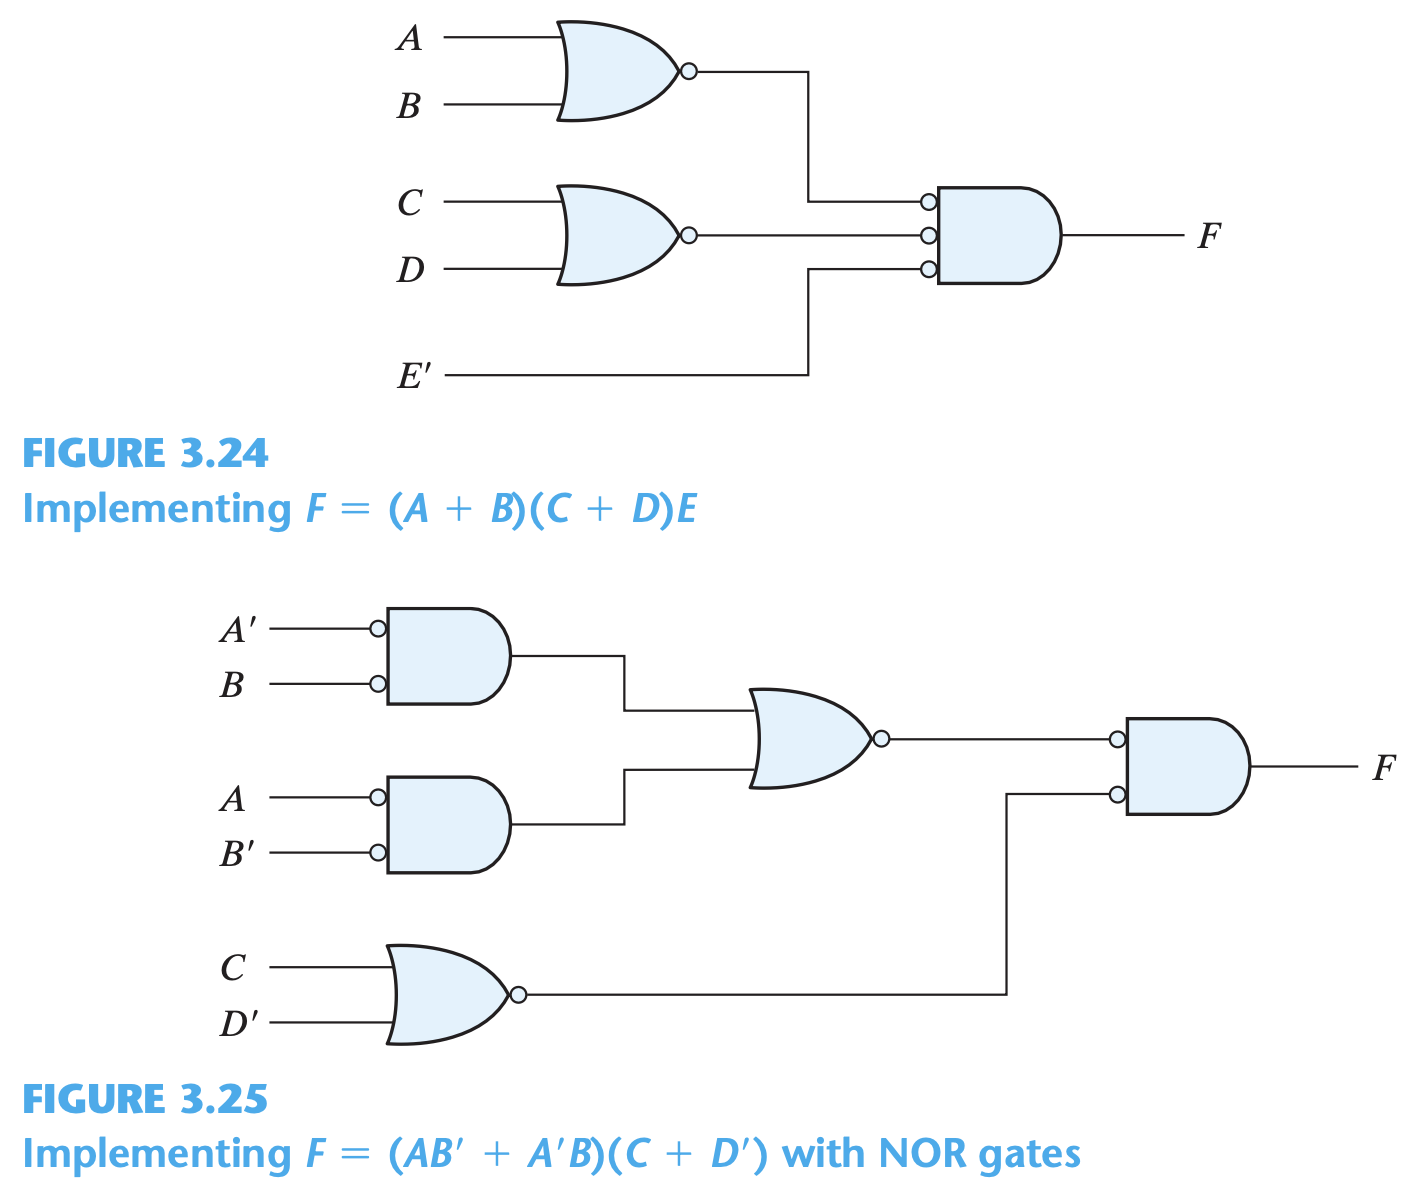 A
B
C
D
E′
F
FIGURE 3.24
Implementing F = (A + B)(C + D)E
A′
B
A
B′
C
D′
F
FIGURE 3.25
Implementing F = (AB′ + A′B)(C + D′) with NOR gates